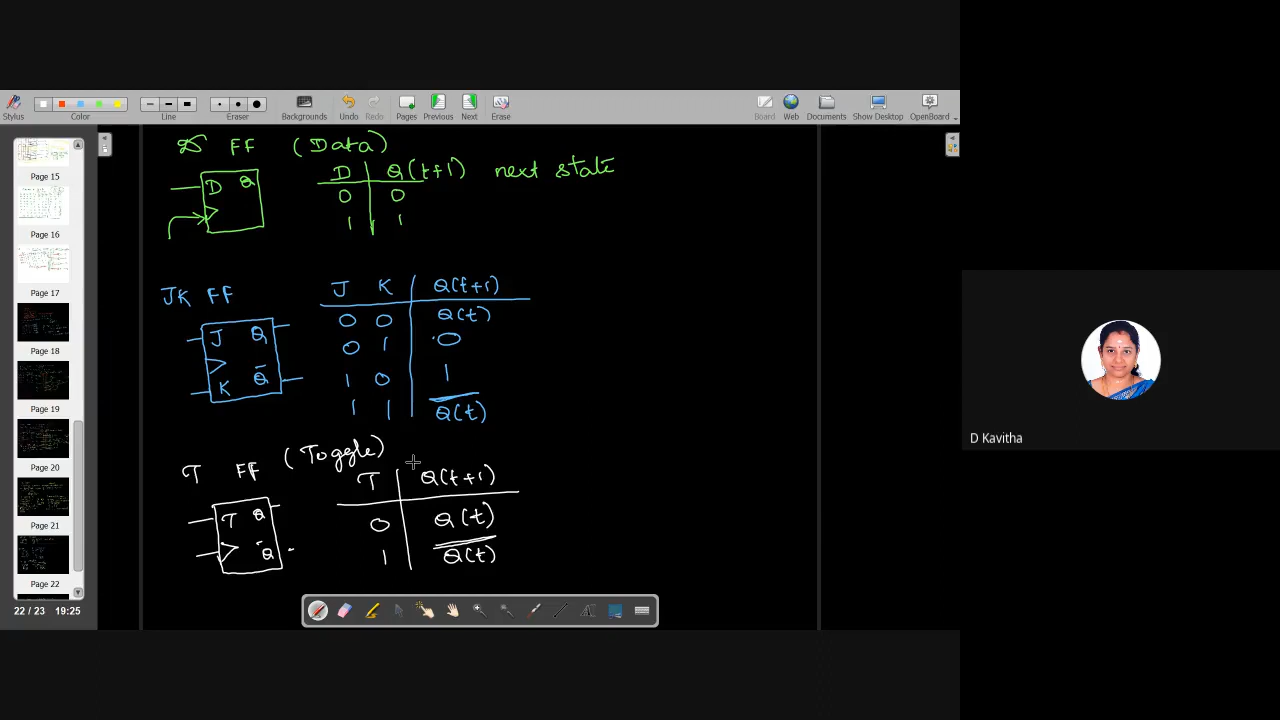 Stylus
Color
Line
Eraser
Backgrounds
Undo
Redo
Pages
Previous
Next
Erase
Board
Web
Documents
Show Desktop
OpenBoard
Page 15
Page 16
Page 17
Page 18
Page 19
Page 20
Page 21
Page 22
22 / 23 19:25
D FF (Data)
D Q
D Q(t+1) next state
0 0
1 1
JK FF
J Q
K Q̅
J K Q(t+1)
0 0 Q(t)
0 1 0
1 0 1
1 1 Q̅(t)
T FF (Toggle)
T Q
Q̅
T Q(t+1)
0 Q(t)
1 Q̅(t)
D Kavitha